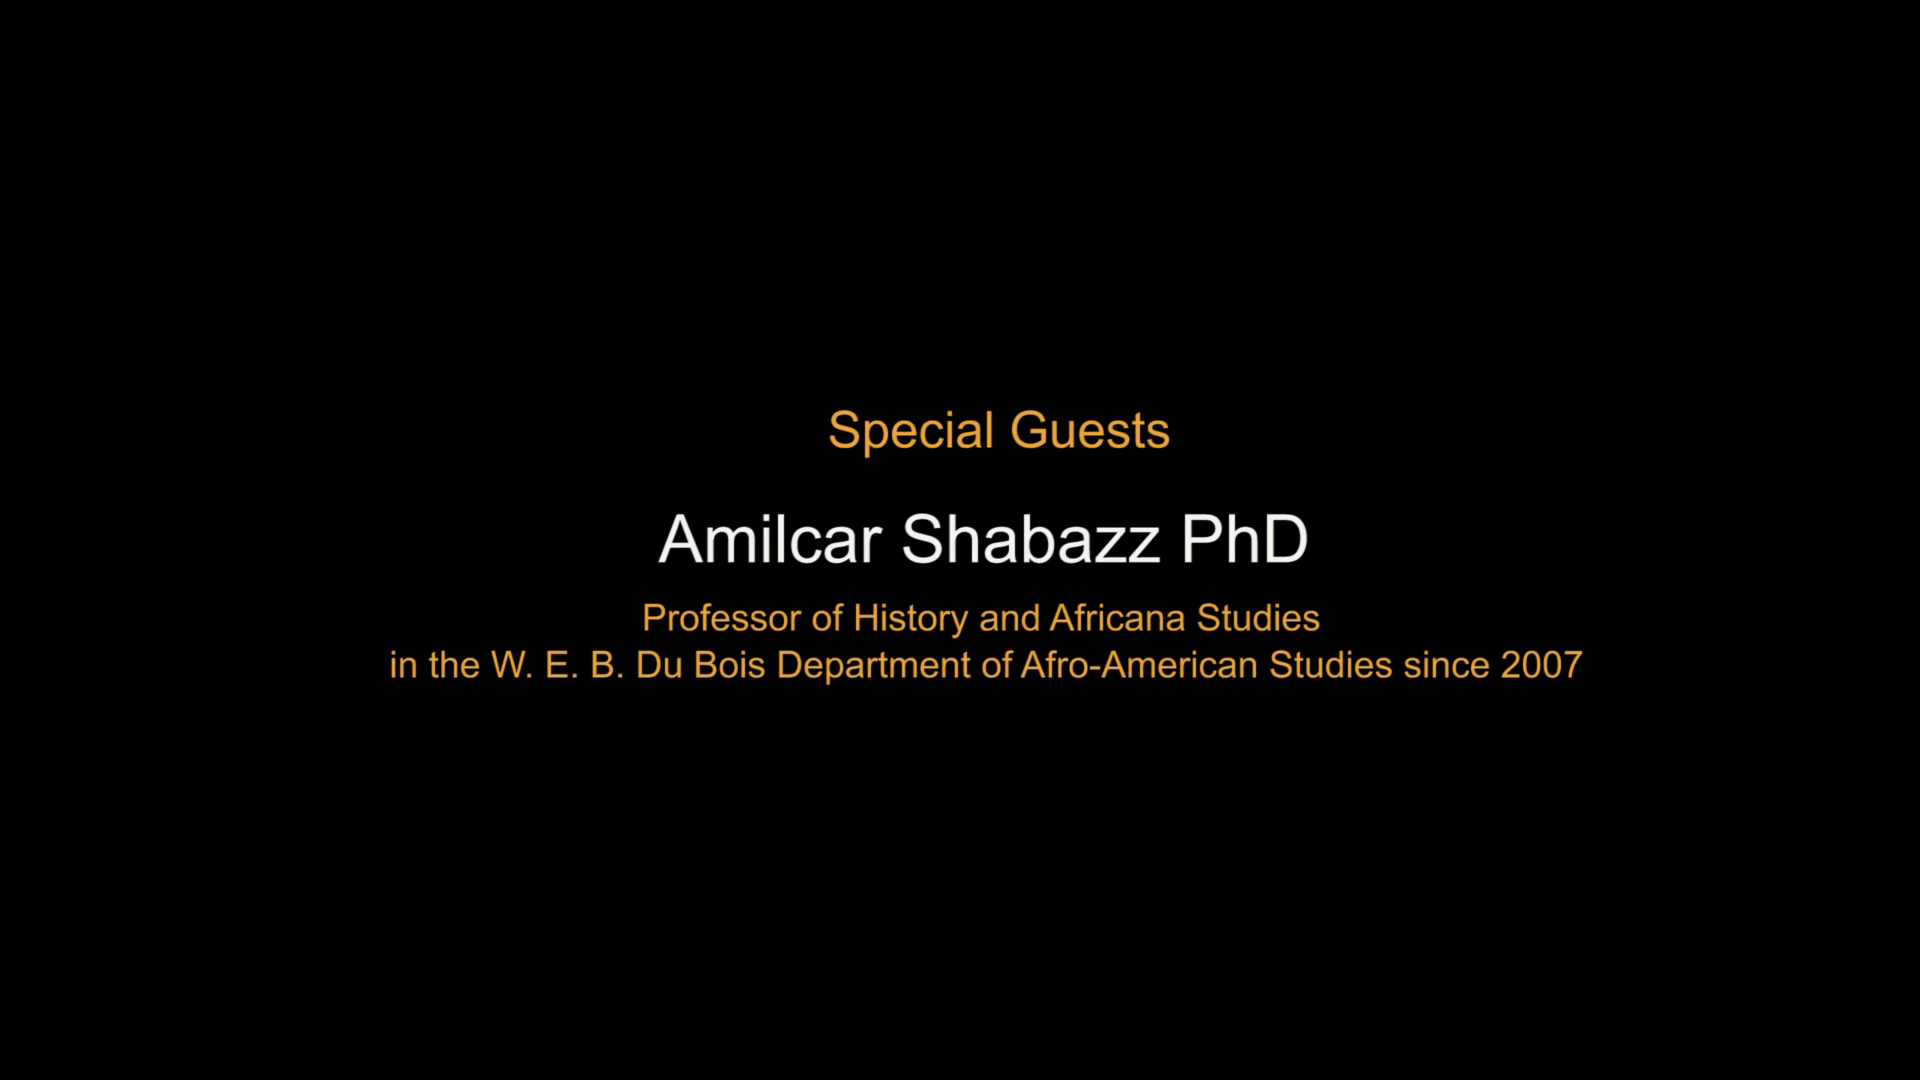 Special Guests
Amilcar Shabazz PhD
Professor of History and Africana Studies
in the W. E. B. Du Bois Department of Afro-American Studies since 2007